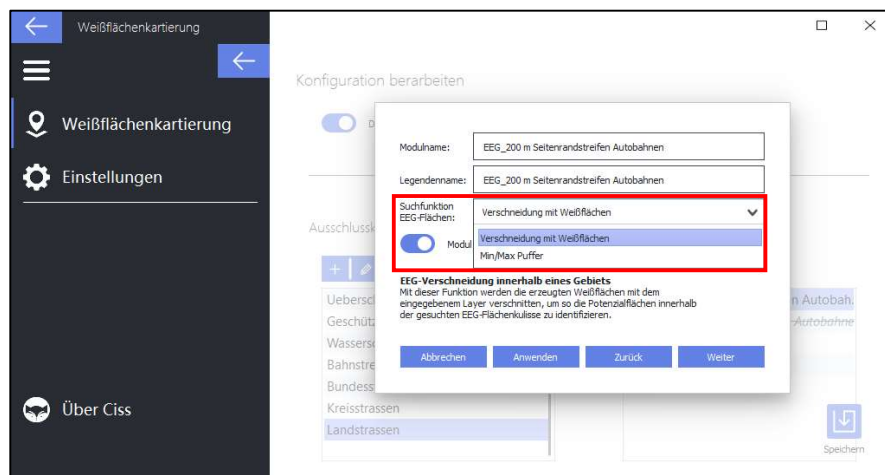 Weißflächenkartierung
Weißflächenkartierung
Einstellungen
Über Ciss
Konfiguration berarbeiten
Modulname:
EEG_200 m Seitenrandstreifen Autobahnen
Legendenname:
EEG_200 m Seitenrandstreifen Autobahnen
Suchfunktion
EEG-Flächen:
Verschneidung mit Weißflächen
Modul
Verschneidung mit Weißflächen
Min/Max Puffer
EEG-Verschneidung innerhalb eines Gebiets
Mit dieser Funktion werden die erzeugten Weißflächen mit dem
eingegebenem Layer verschnitten, um so die Potenzialflächen innerhalb
der gesuchten EEG-Flächenkulisse zu identifizieren.
Abbrechen
Anwenden
Zurück
Weiter
Ausschlussk
Uebersc
Geschütz
Wassers
Bahnstre
Bundess
Kreisstrassen
Landstrassen
n Autobah.
Autobahne
Speichern